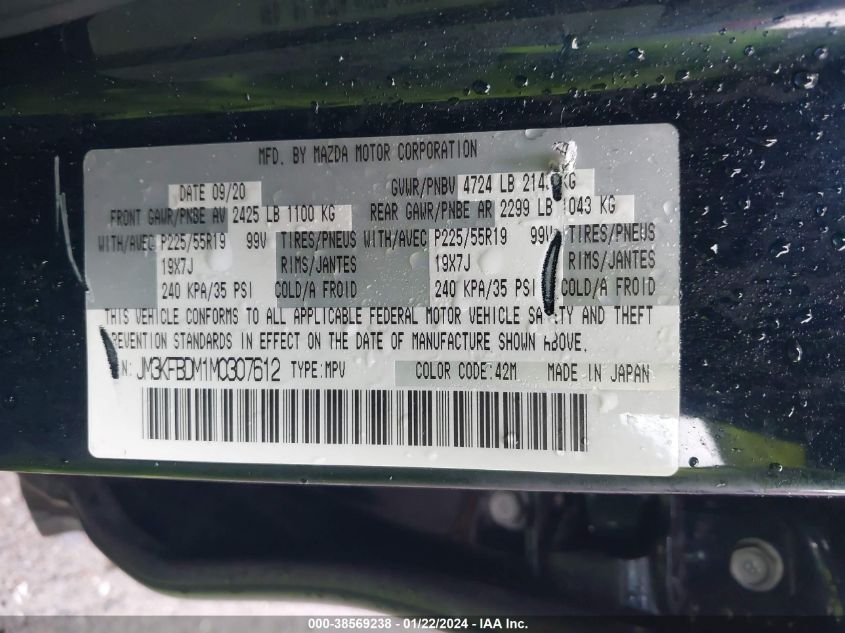 MFD. BY MAZDA MOTOR CORPORATION
DATE 09/20 GVWR/PNBV 4724 LB KG
FRONT GAWR/PNBE AV 2425 LB 1100 KG REAR GAWR/PNBE AR 2299 LB 1043 KG
WITH/AVEC P225/55R19 99V TIRES/PNEUS WITH/AVEC P225/55R19 99V TIRES/PNEUS
19X7J RIMS/JANTES 19X7J RIMS/JANTES
240 KPA/35 PSI COLD/A FROID 240 KPA/35 PSI COLD/A FROID
THIS VEHICLE CONFORMS TO ALL APPLICABLE FEDERAL MOTOR VEHICLE SAFETY AND THEFT
PREVENTION STANDARDS IN EFFECT ON THE DATE OF MANUFACTURE SHOWN ABOVE.
JM3KFBDM1M0307612 TYPE:MPV COLOR CODE:42M MADE IN JAPAN
000-38569238 - 01/22/2024 - IAA Inc.